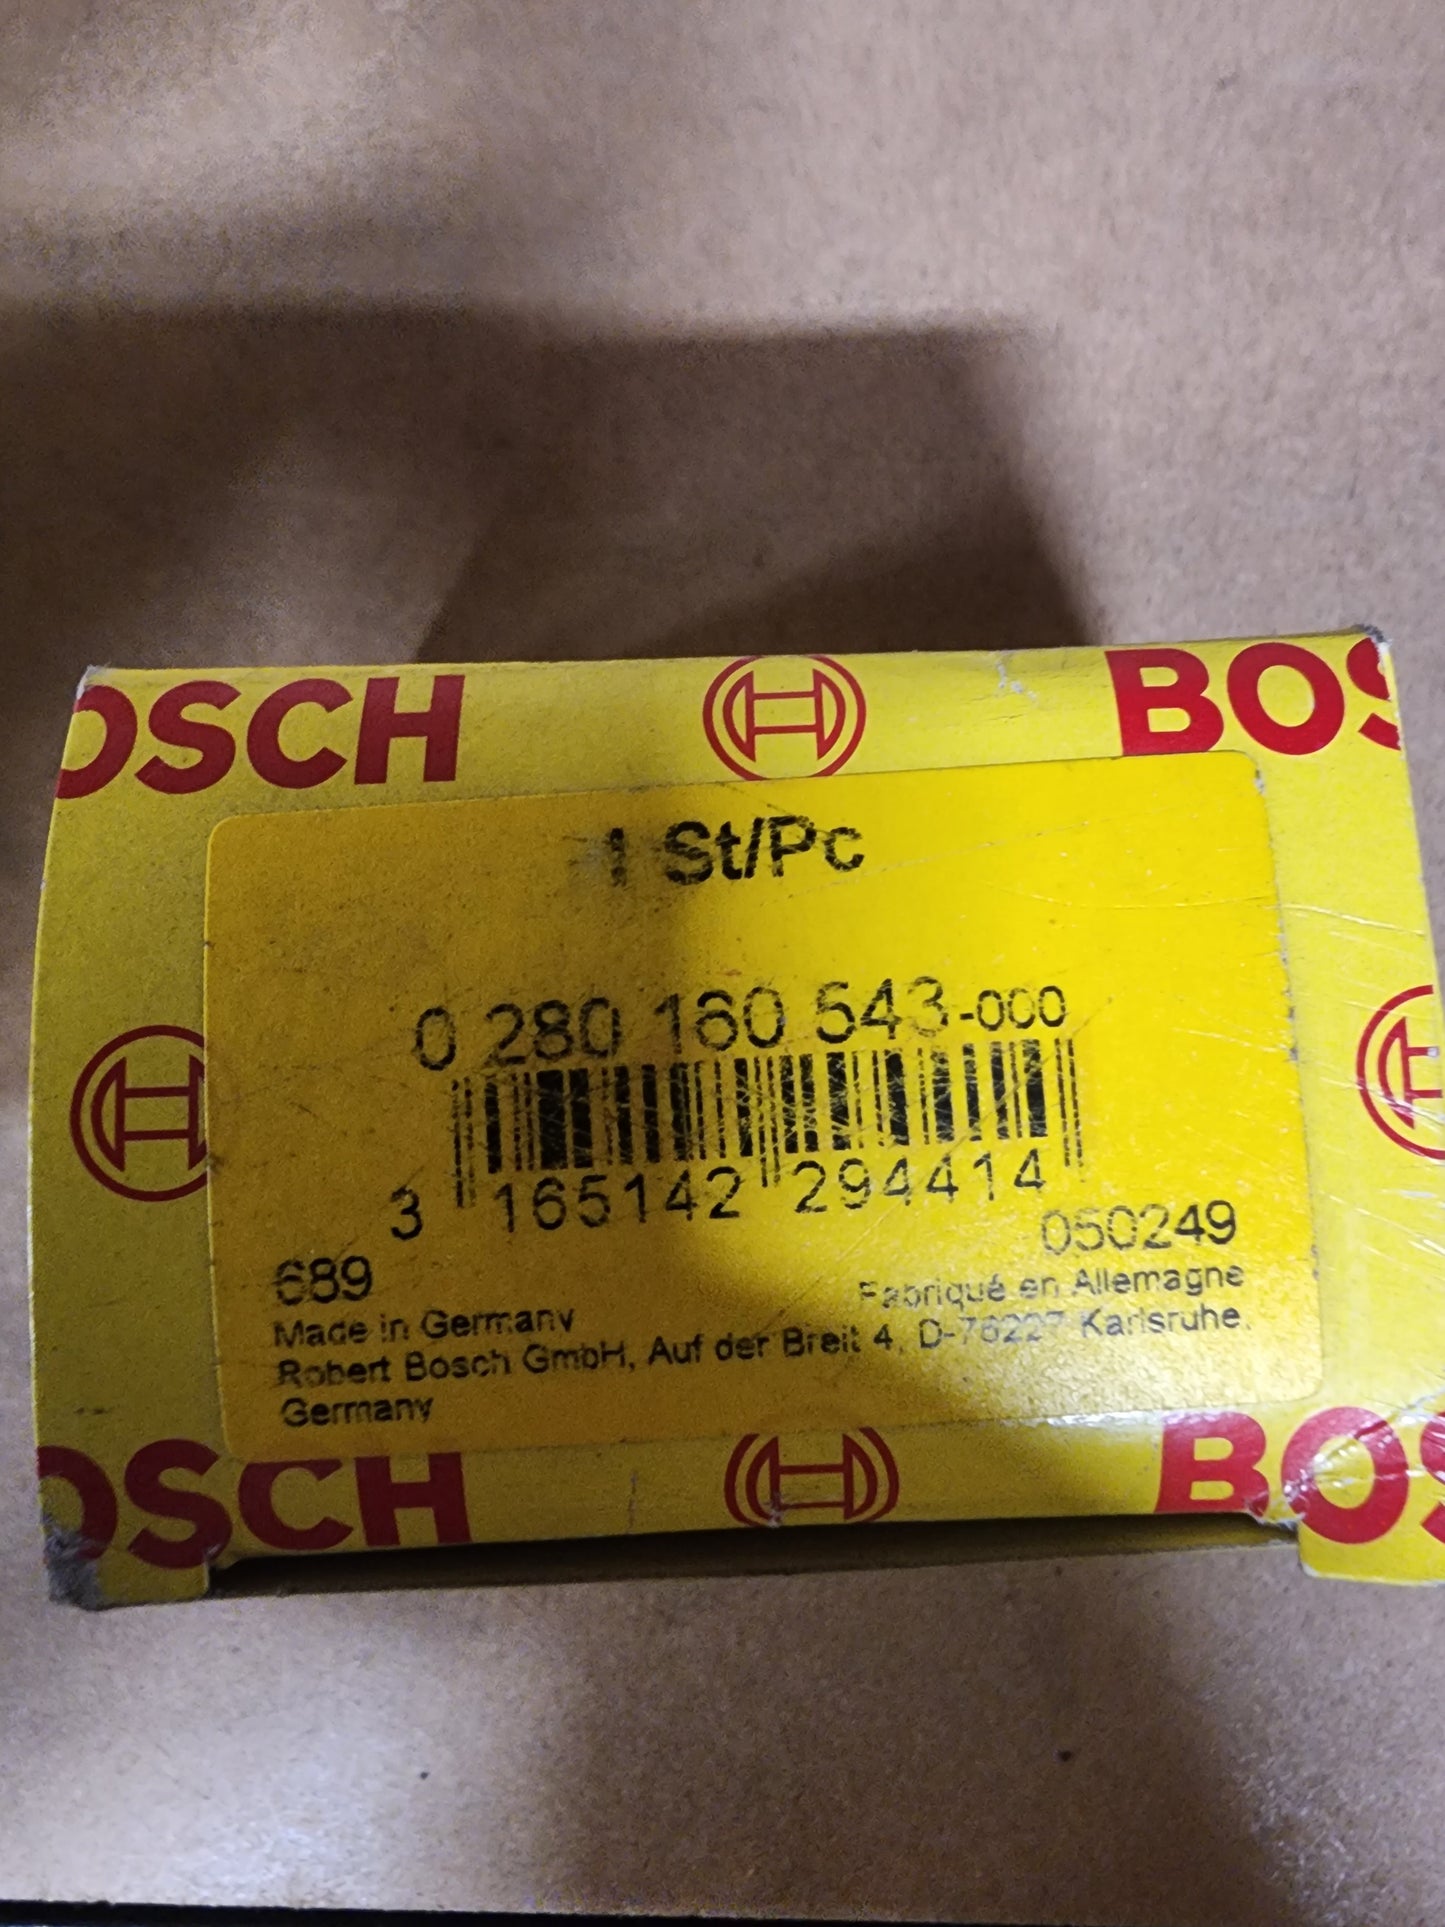 OSCH BOS
1 St/Pc
0 280 160 543-000
3 165142 294414
050249
689
Fabriqué en Allemagne
Made in Germany
Robert Bosch GmbH, Auf der Breit 4, D-76227 Karlsruhe,
Germany
OSCH BOS